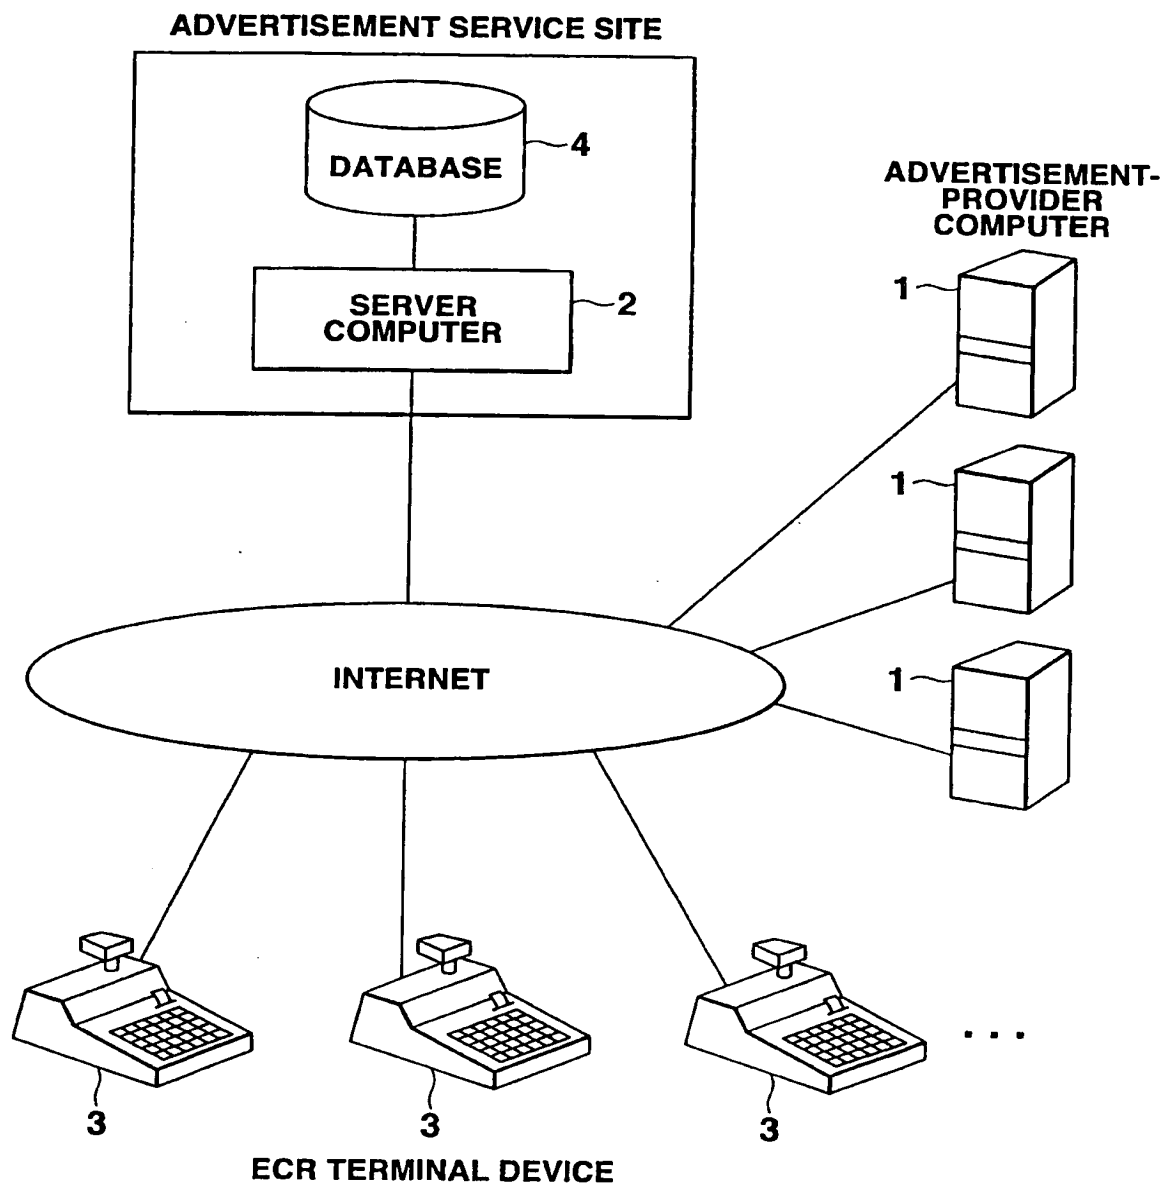 ADVERTISEMENT SERVICE SITE
DATABASE
4
SERVER
COMPUTER
2
ADVERTISEMENT-
PROVIDER
COMPUTER
1
1
1
INTERNET
3
3
3
. . .
ECR TERMINAL DEVICE